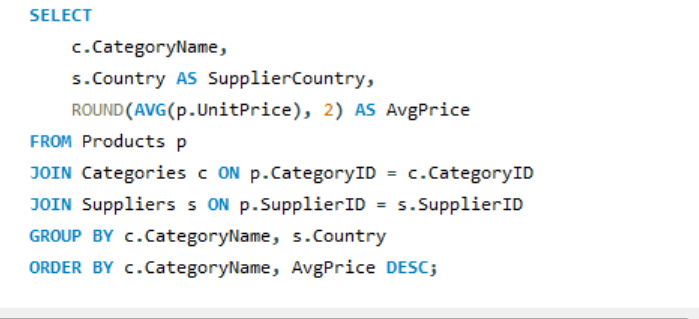 SELECT
    c.CategoryName,
    s.Country AS SupplierCountry,
    ROUND(AVG(p.UnitPrice), 2) AS AvgPrice
FROM Products p
JOIN Categories c ON p.CategoryID = c.CategoryID
JOIN Suppliers s ON p.SupplierID = s.SupplierID
GROUP BY c.CategoryName, s.Country
ORDER BY c.CategoryName, AvgPrice DESC;